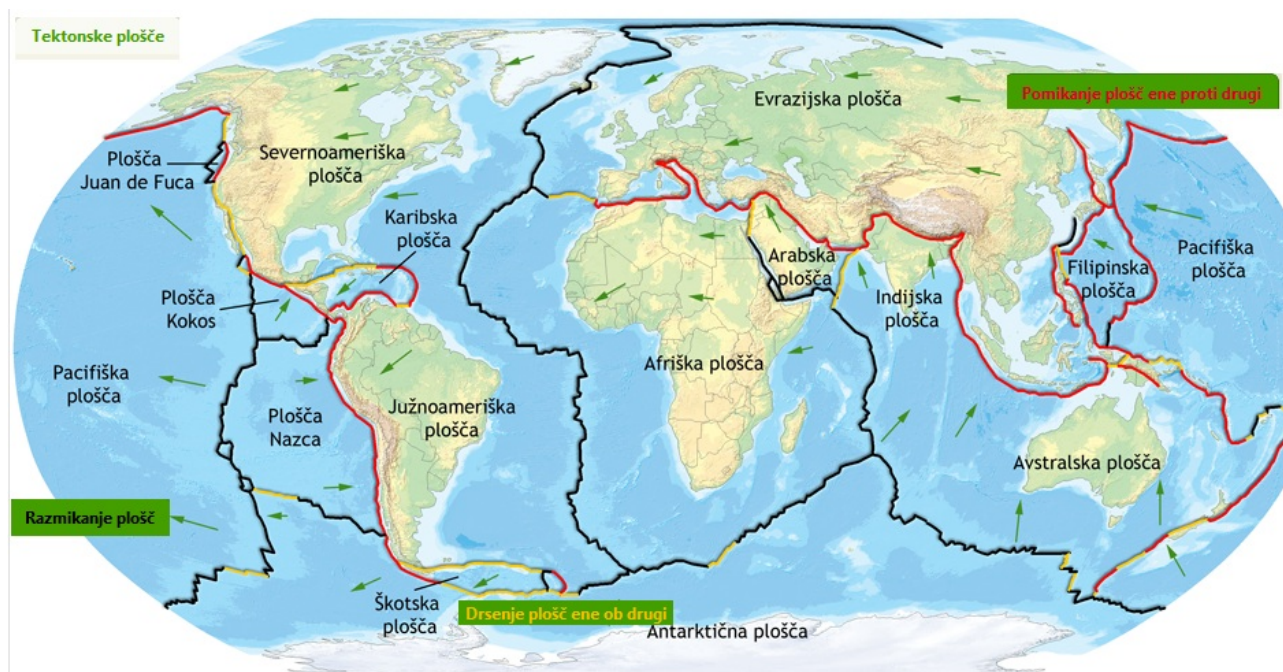 Tektonske plošče
Pomikanje plošč ene proti drugi
Evrazijska plošča
Plošča
Juan de Fuca
Severnoameriška
plošča
Karibska
plošča
Arabska
plošča
Filipinska
plošča
Pacifiška
plošča
Plošča
Kokos
Indijska
plošča
Pacifiška
plošča
Plošča
Nazca
Južnoameriška
plošča
Afriška plošča
Avstralska plošča
Razmikanje plošč
Škotska
plošča
Drsenje plošč ene ob drugi
Antarktična plošča